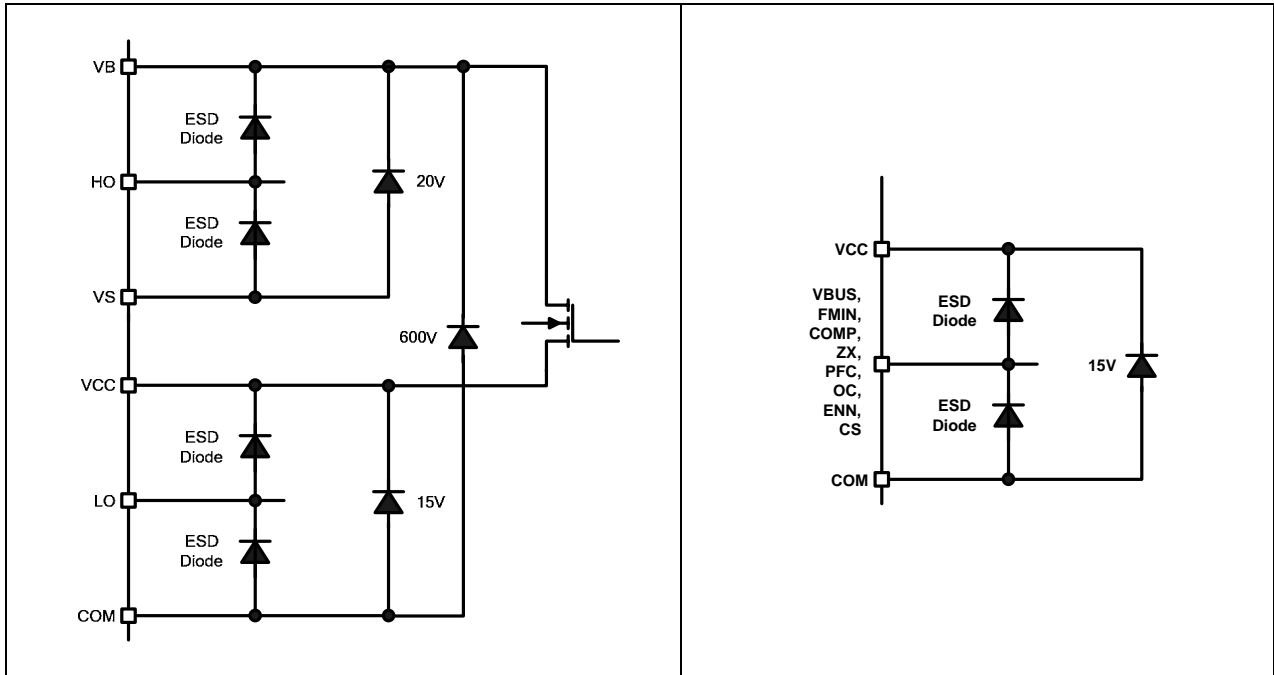 VB
ESD
Diode
HO
20V
ESD
Diode
VS
600V
VCC
ESD
Diode
LO
15V
ESD
Diode
COM
VCC
VBUS,
FMIN,
COMP,
ZX,
PFC,
OC,
ENN,
CS
ESD
Diode
15V
ESD
Diode
COM